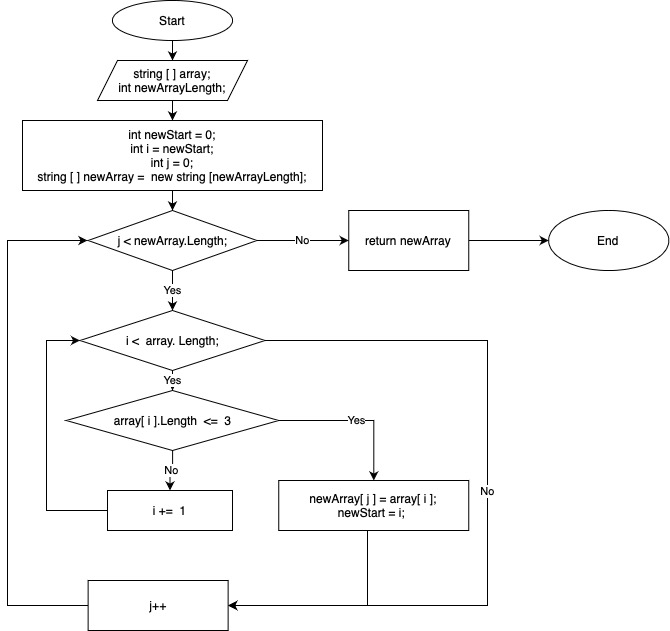 Start
string [ ] array;
int newArrayLength;
int newStart = 0;
int i = newStart;
int j = 0;
string [ ] newArray =  new string [newArrayLength];
j < newArray.Length;
No
return newArray
End
Yes
i <  array. Length;
Yes
array[ i ].Length  <=  3
Yes
No
i +=  1
newArray[ j ] = array[ i ];
newStart = i;
No
j++